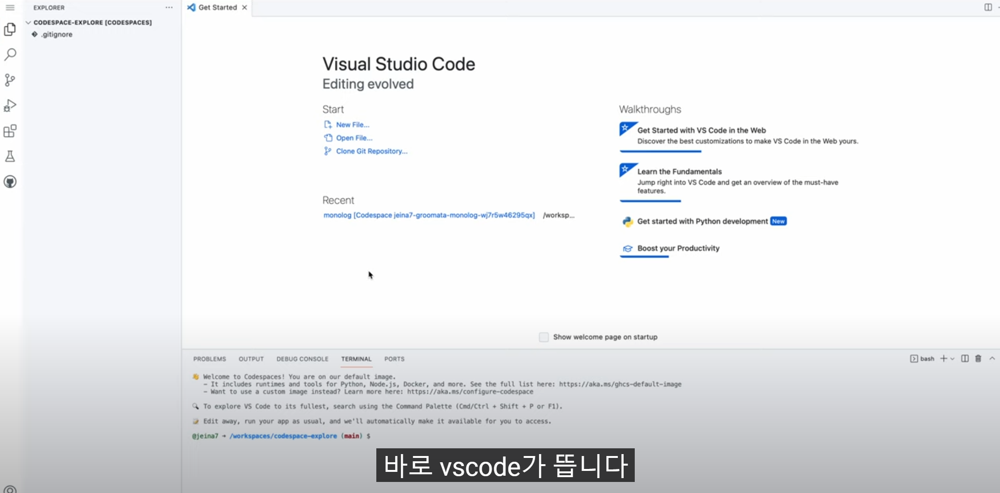 EXPLORER
CODESPACE-EXPLORE [CODESPACES]
.gitignore
Get Started
Visual Studio Code
Editing evolved
Start
New File...
Open File...
Clone Git Repository...
Recent
monolog [Codespace jeina7-groomata-monolog-wj7r5w46295qx] /worksp...
Walkthroughs
Get Started with VS Code in the Web
Discover the best customizations to make VS Code in the Web yours.
Learn the Fundamentals
Jump right into VS Code and get an overview of the must-have
features.
Get started with Python development New
Boost your Productivity
Show welcome page on startup
PROBLEMS OUTPUT DEBUG CONSOLE TERMINAL PORTS
bash
Welcome to Codespaces! You are on our default image.
- It includes runtimes and tools for Python, Node.js, Docker, and more. See the full list here: https://aka.ms/ghcs-default-image
- Want to use a custom image instead? Learn more here: https://aka.ms/configure-codespace
To explore VS Code to its fullest, search using the Command Palette (Cmd/Ctrl + Shift + P or F1).
Edit away, run your app as usual, and we'll automatically make it available for you to access.
@jeina7 → /workspaces/codespace-explore (main) $
바로 vscode가 뜹니다